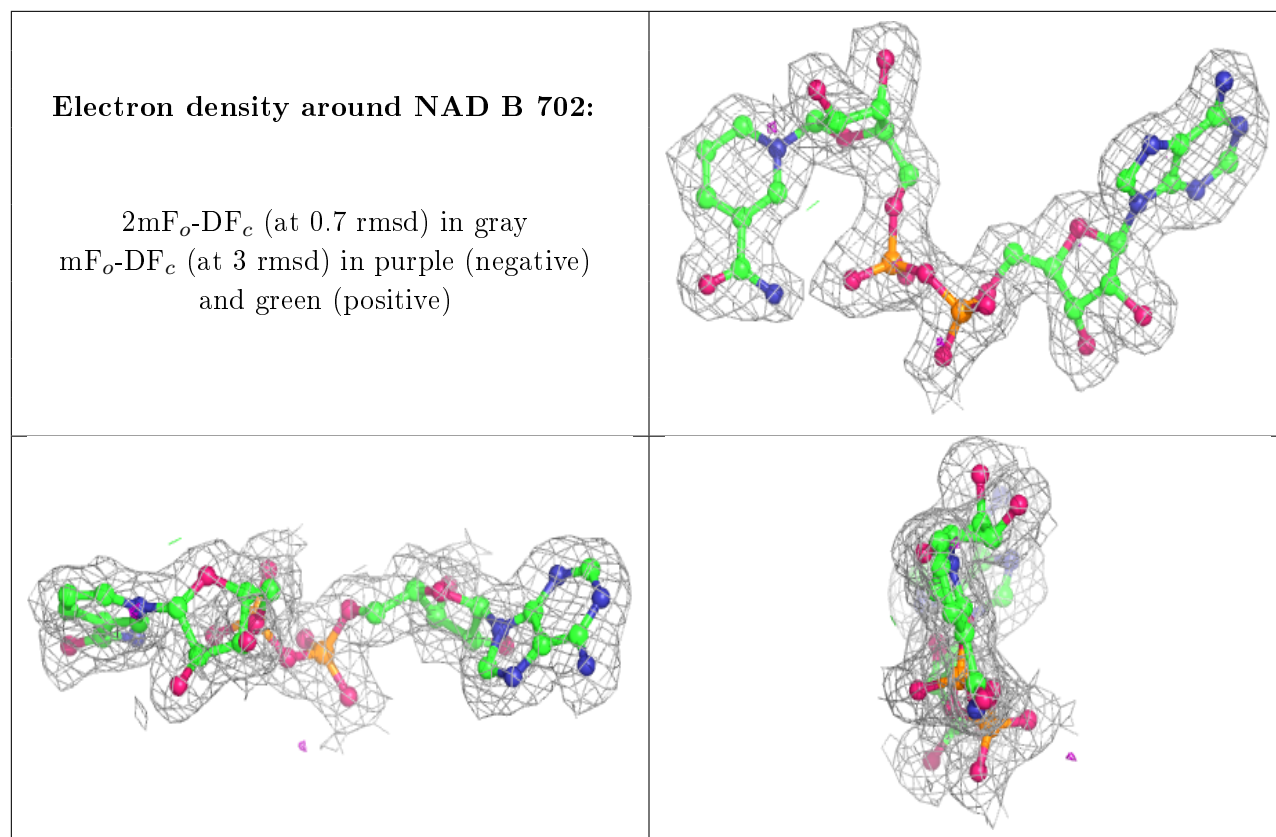 Electron density around NAD B 702:
2mFₒ-DF𝒸 (at 0.7 rmsd) in gray
mFₒ-DF𝒸 (at 3 rmsd) in purple (negative)
and green (positive)